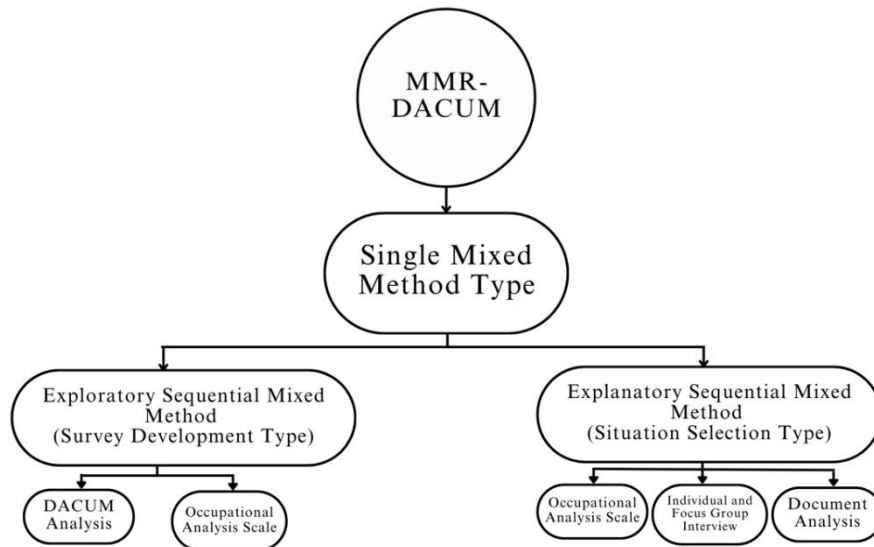 MMR-
DACUM
Single Mixed
Method Type
Exploratory Sequential Mixed
Method
(Survey Development Type)
Explanatory Sequential Mixed
Method
(Situation Selection Type)
DACUM
Analysis
Occupational
Analysis Scale
Occupational
Analysis Scale
Individual and
Focus Group
Interview
Document
Analysis